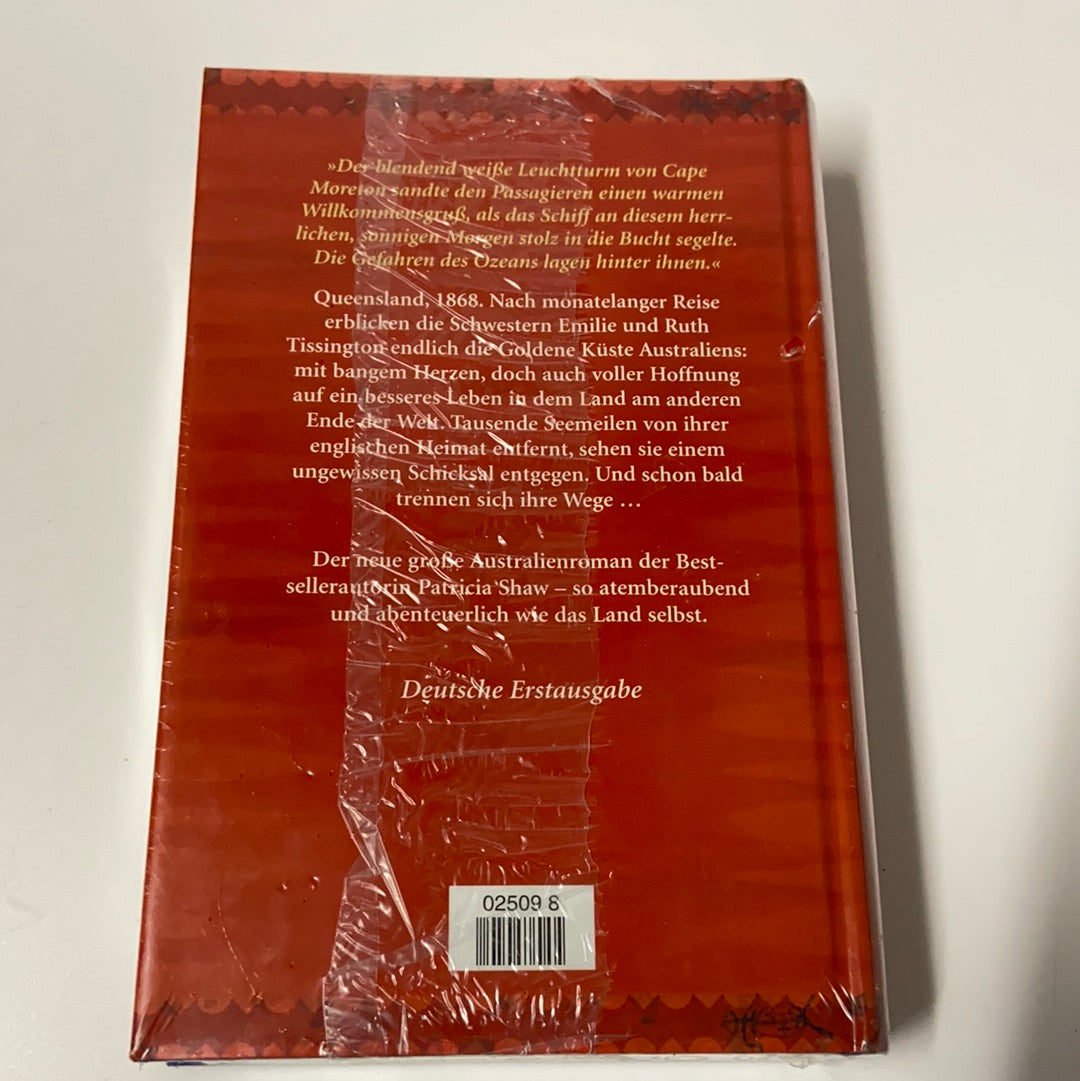 »Der blendend weiße Leuchtturm von Cape
Moreton sandte den Passagieren einen warmen
Willkommensgruß, als das Schiff an diesem herr-
lichen, sonnigen Morgen stolz in die Bucht segelte.
Die Gefahren des Ozeans lagen hinter ihnen.«
Queensland, 1868. Nach monatelanger Reise
erblicken die Schwestern Emilie und Ruth
Tissington endlich die Goldene Küste Australiens:
mit bangem Herzen, doch auch voller Hoffnung
auf ein besseres Leben in dem Land am anderen
Ende der Welt. Tausende Seemeilen von ihrer
englischen Heimat entfernt, sehen sie einem
ungewissen Schicksal entgegen. Und schon bald
trennen sich ihre Wege …
Der neue große Australienroman der Best-
sellerautorin Patricia Shaw – so atemberaubend
und abenteuerlich wie das Land selbst.
Deutsche Erstausgabe
02509 8